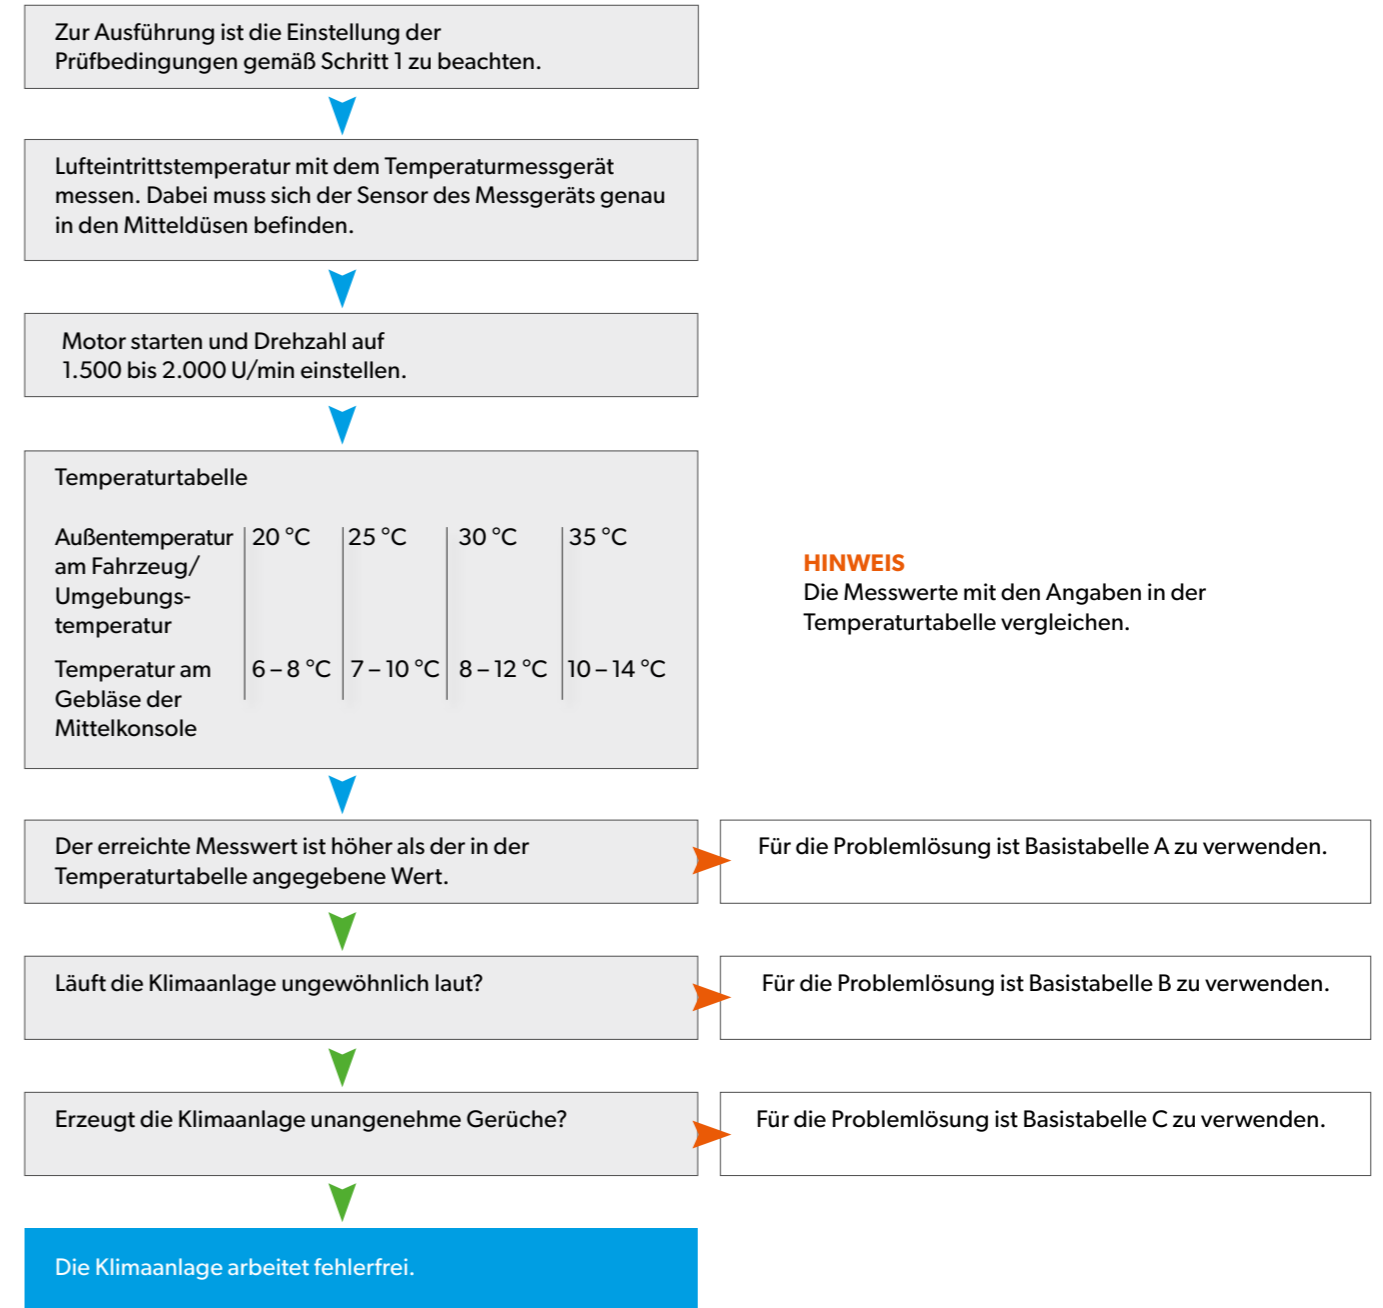 Zur Ausführung ist die Einstellung der
Prüfbedingungen gemäß Schritt 1 zu beachten.
Lufteintrittstemperatur mit dem Temperaturmessgerät
messen. Dabei muss sich der Sensor des Messgeräts genau
in den Mitteldüsen befinden.
Motor starten und Drehzahl auf
1.500 bis 2.000 U/min einstellen.
Temperaturtabelle
Außentemperatur 20 °C 25 °C 30 °C 35 °C
am Fahrzeug/
Umgebungs-
temperatur
Temperatur am 6 – 8 °C 7 – 10 °C 8 – 12 °C 10 – 14 °C
Gebläse der
Mittelkonsole
HINWEIS
Die Messwerte mit den Angaben in der
Temperaturtabelle vergleichen.
Der erreichte Messwert ist höher als der in der
Temperaturtabelle angegebene Wert.
Für die Problemlösung ist Basistabelle A zu verwenden.
Läuft die Klimaanlage ungewöhnlich laut?
Für die Problemlösung ist Basistabelle B zu verwenden.
Erzeugt die Klimaanlage unangenehme Gerüche?
Für die Problemlösung ist Basistabelle C zu verwenden.
Die Klimaanlage arbeitet fehlerfrei.